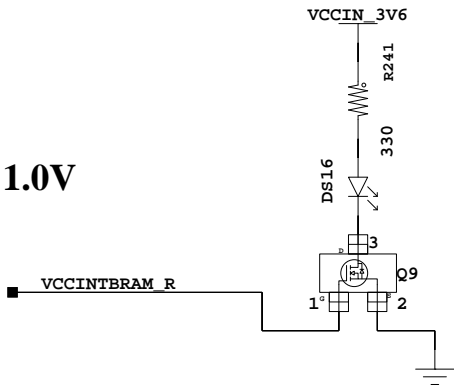 VCCIN_3V6
R241
330
1.0V
DS16
D
3
Q9
VCCINTBRAM_R
1
G
S
2